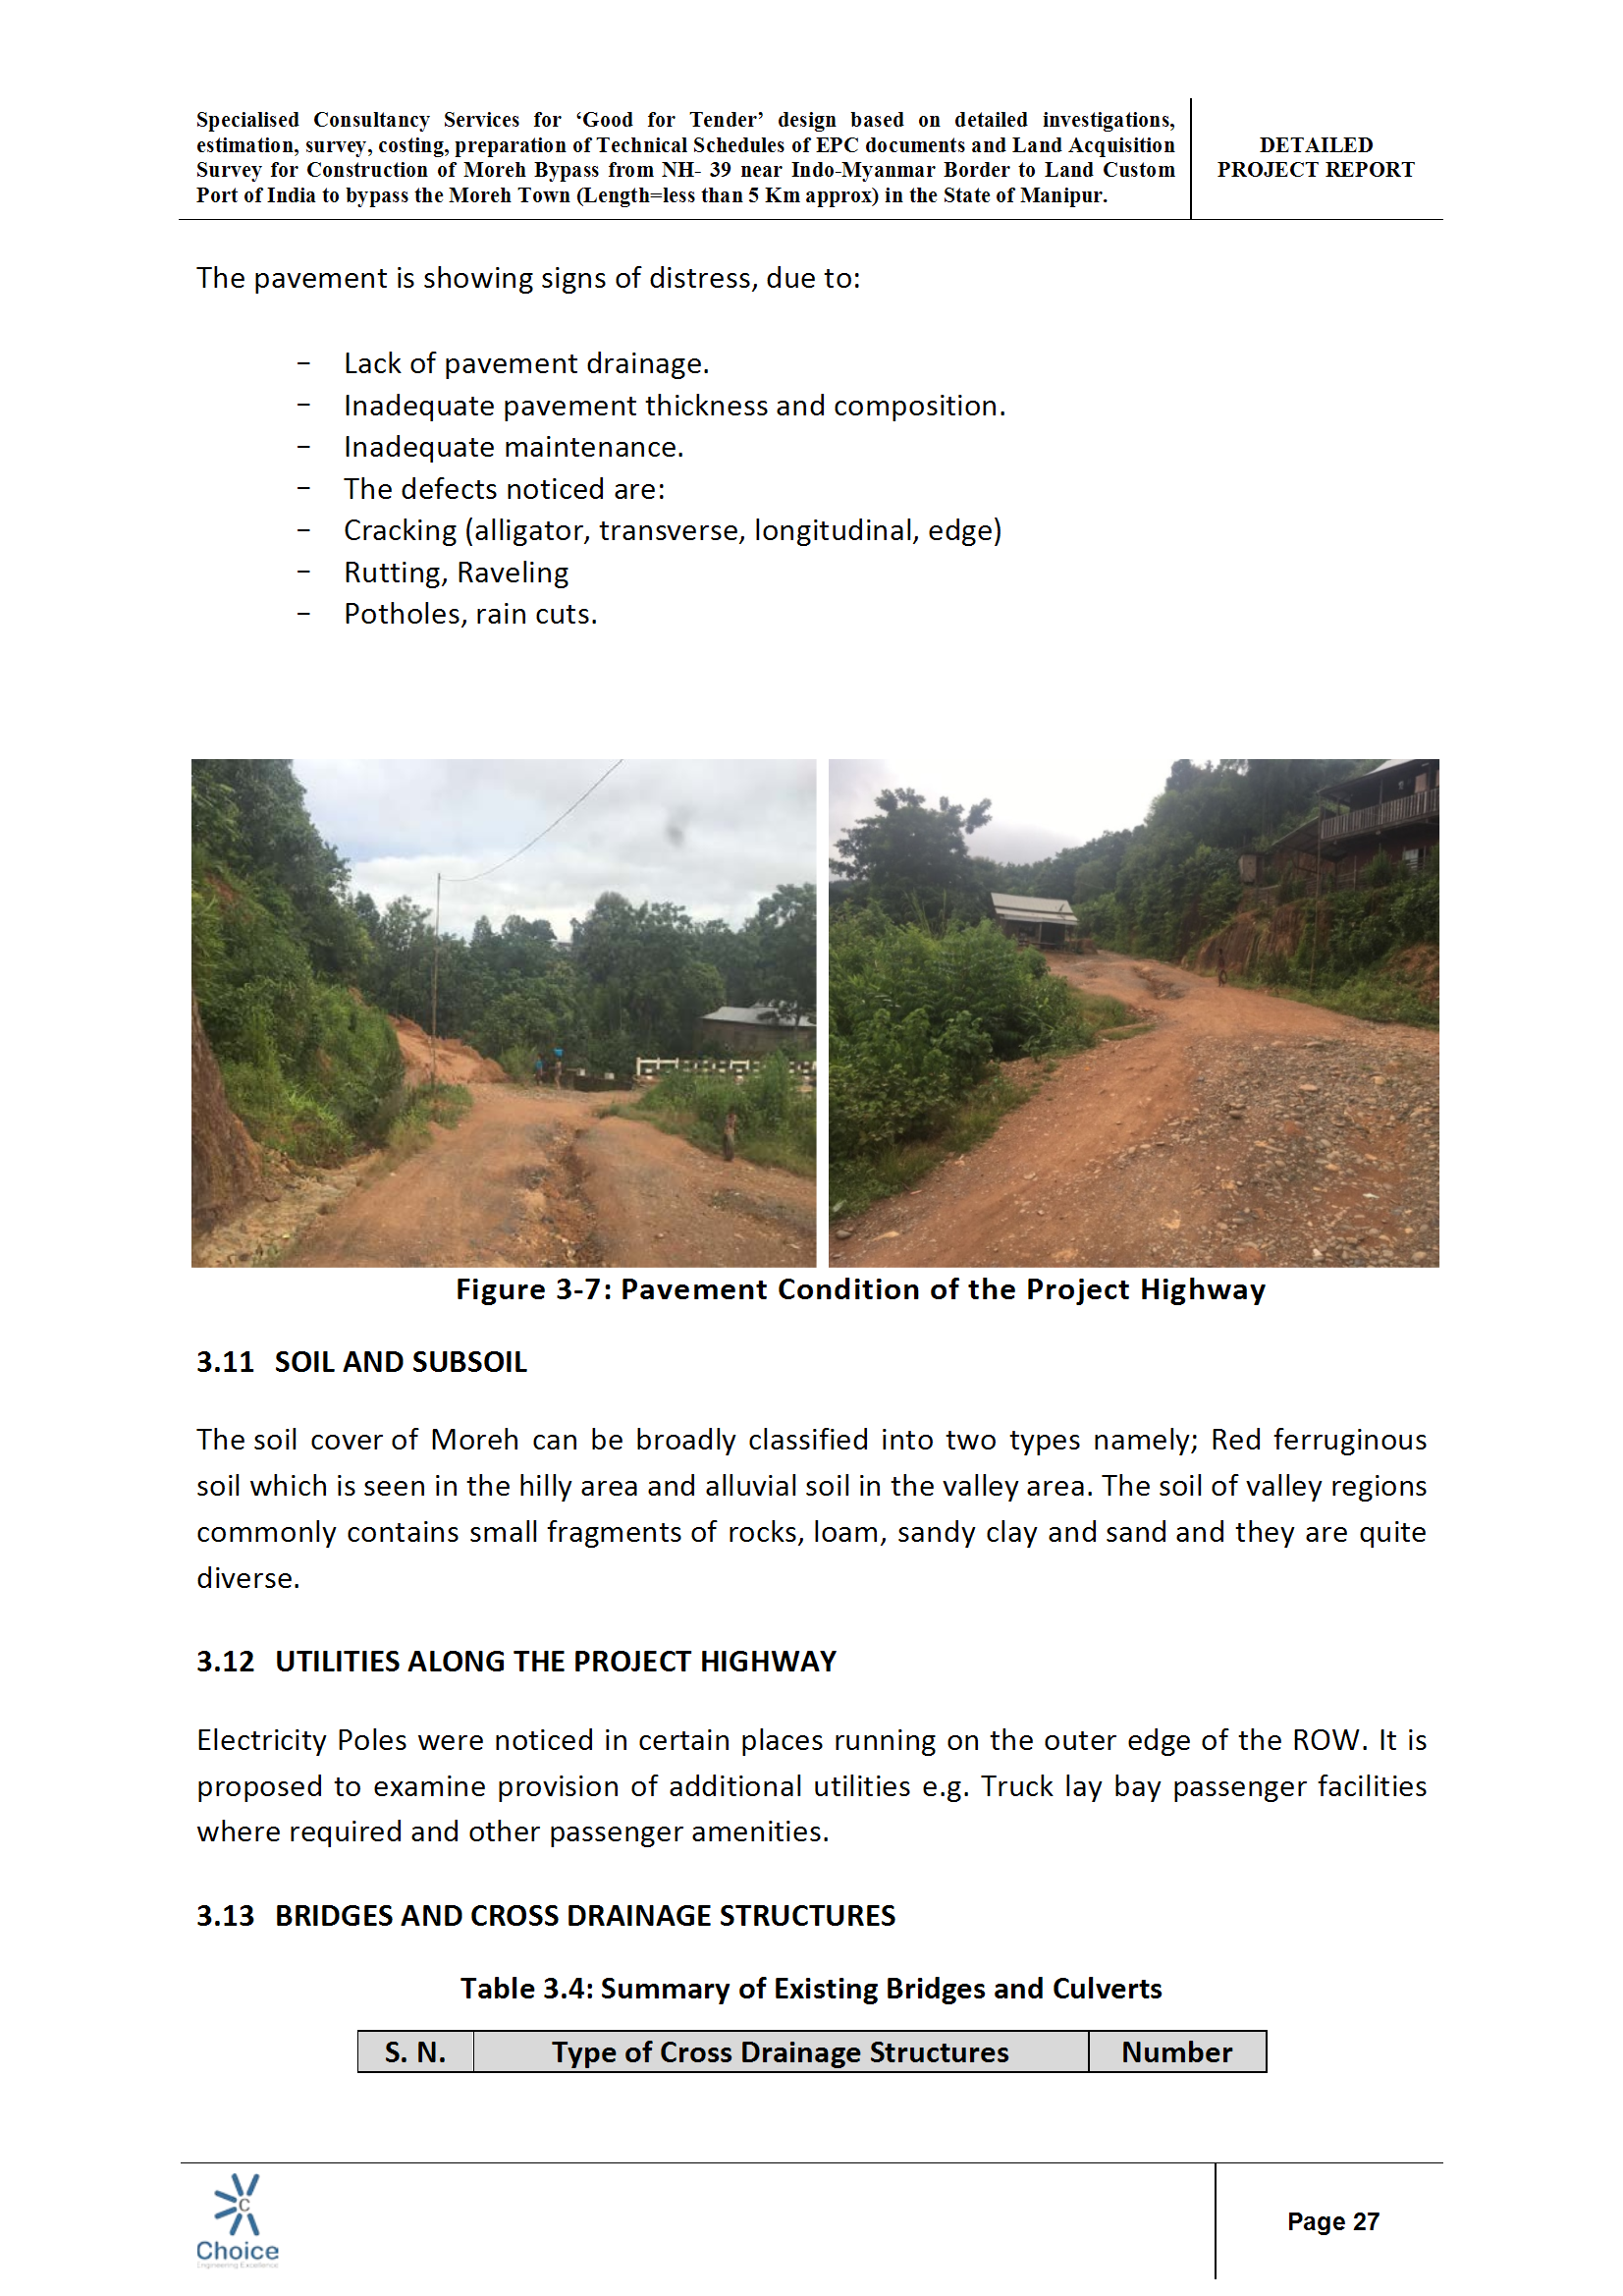 Specialised Consultancy Services for ‘Good for Tender’ design based on detailed investigations,
estimation, survey, costing, preparation of Technical Schedules of EPC documents and Land Acquisition
Survey for Construction of Moreh Bypass from NH- 39 near Indo-Myanmar Border to Land Custom
Port of India to bypass the Moreh Town (Length=less than 5 Km approx) in the State of Manipur.
DETAILED
PROJECT REPORT
The pavement is showing signs of distress, due to:
- Lack of pavement drainage.
- Inadequate pavement thickness and composition.
- Inadequate maintenance.
- The defects noticed are:
- Cracking (alligator, transverse, longitudinal, edge)
- Rutting, Raveling
- Potholes, rain cuts.
Figure 3-7: Pavement Condition of the Project Highway
3.11 SOIL AND SUBSOIL
The soil cover of Moreh can be broadly classified into two types namely; Red ferruginous
soil which is seen in the hilly area and alluvial soil in the valley area. The soil of valley regions
commonly contains small fragments of rocks, loam, sandy clay and sand and they are quite
diverse.
3.12 UTILITIES ALONG THE PROJECT HIGHWAY
Electricity Poles were noticed in certain places running on the outer edge of the ROW. It is
proposed to examine provision of additional utilities e.g. Truck lay bay passenger facilities
where required and other passenger amenities.
3.13 BRIDGES AND CROSS DRAINAGE STRUCTURES
Table 3.4: Summary of Existing Bridges and Culverts
S. N. Type of Cross Drainage Structures Number
C
Choice
Engineering Excellence
Page 27